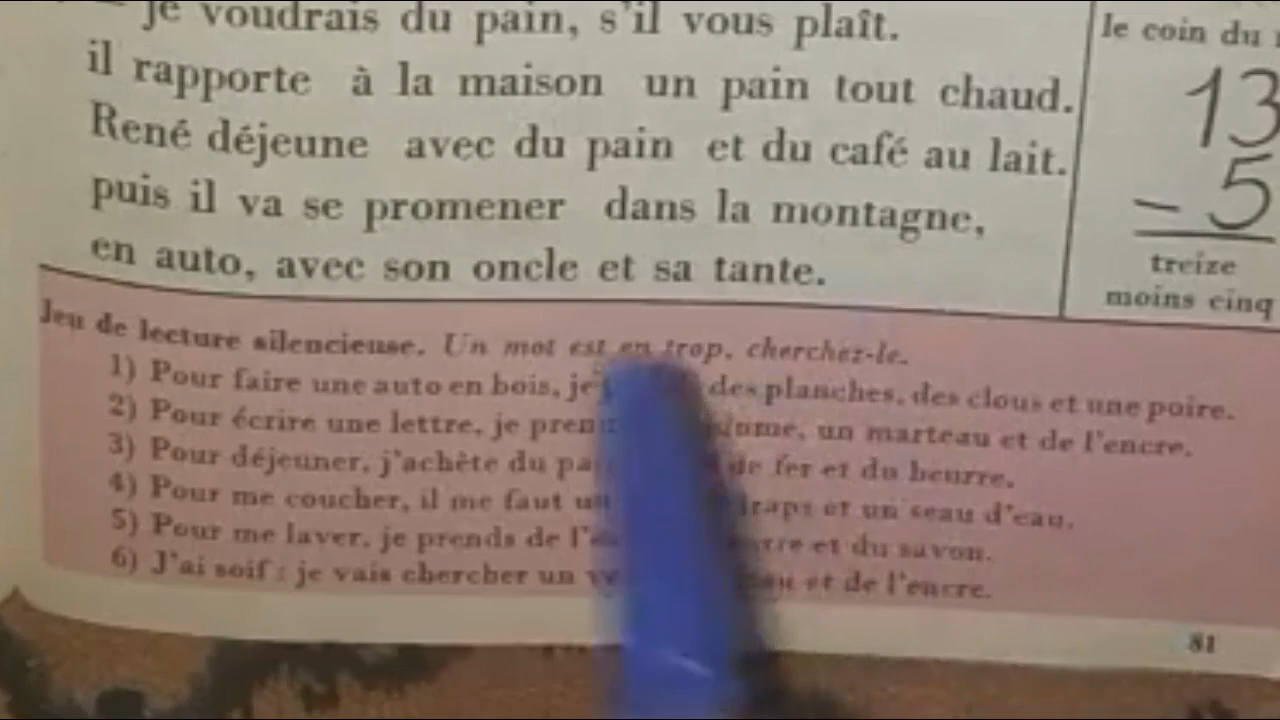 je voudrais du pain, s'il vous plaît.
il rapporte à la maison un pain tout chaud.
René déjeune avec du pain et du café au lait.
puis il va se promener dans la montagne,
en auto, avec son oncle et sa tante.
le coin du
13
- 5
treize
moins cinq
Jeu de lecture silencieuse. Un mot est en trop, cherchez-le.
1) Pour faire une auto en bois, je des planches, des clous et une poire.
2) Pour écrire une lettre, je un marteau et de l'encre.
3) Pour déjeuner, j'achète du de fer et du beurre.
4) Pour me coucher, il me faut et un seau d'eau.
5) Pour me laver, je prends de et du savon.
6) J'ai soif : je vais chercher un et de l'encre.
81